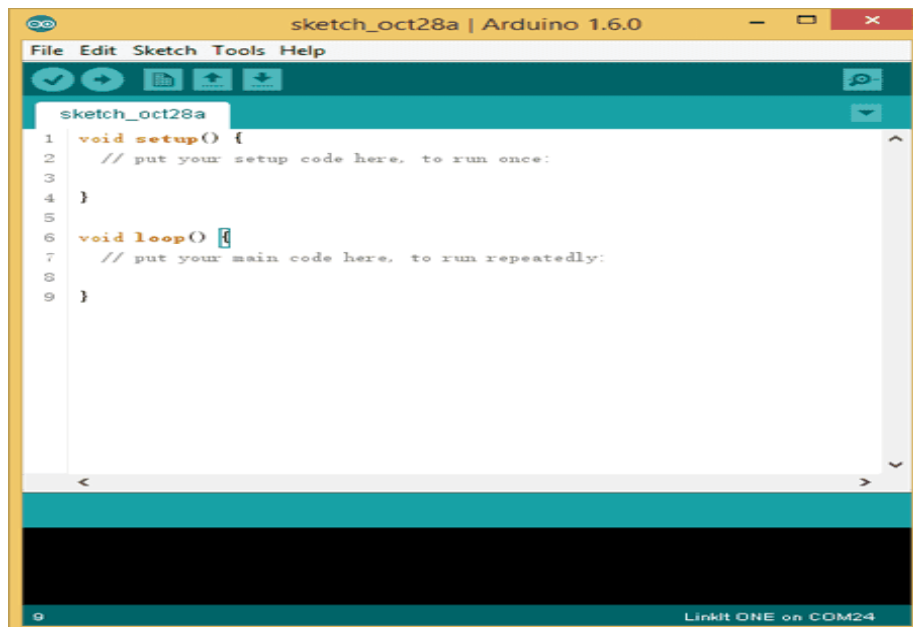 sketch_oct28a | Arduino 1.6.0
File Edit Sketch Tools Help
sketch_oct28a
1 void setup() {
2 // put your setup code here, to run once:
3
4 }
5
6 void loop() {
7 // put your main code here, to run repeatedly:
8
9 }
9 LinkIt ONE on COM24